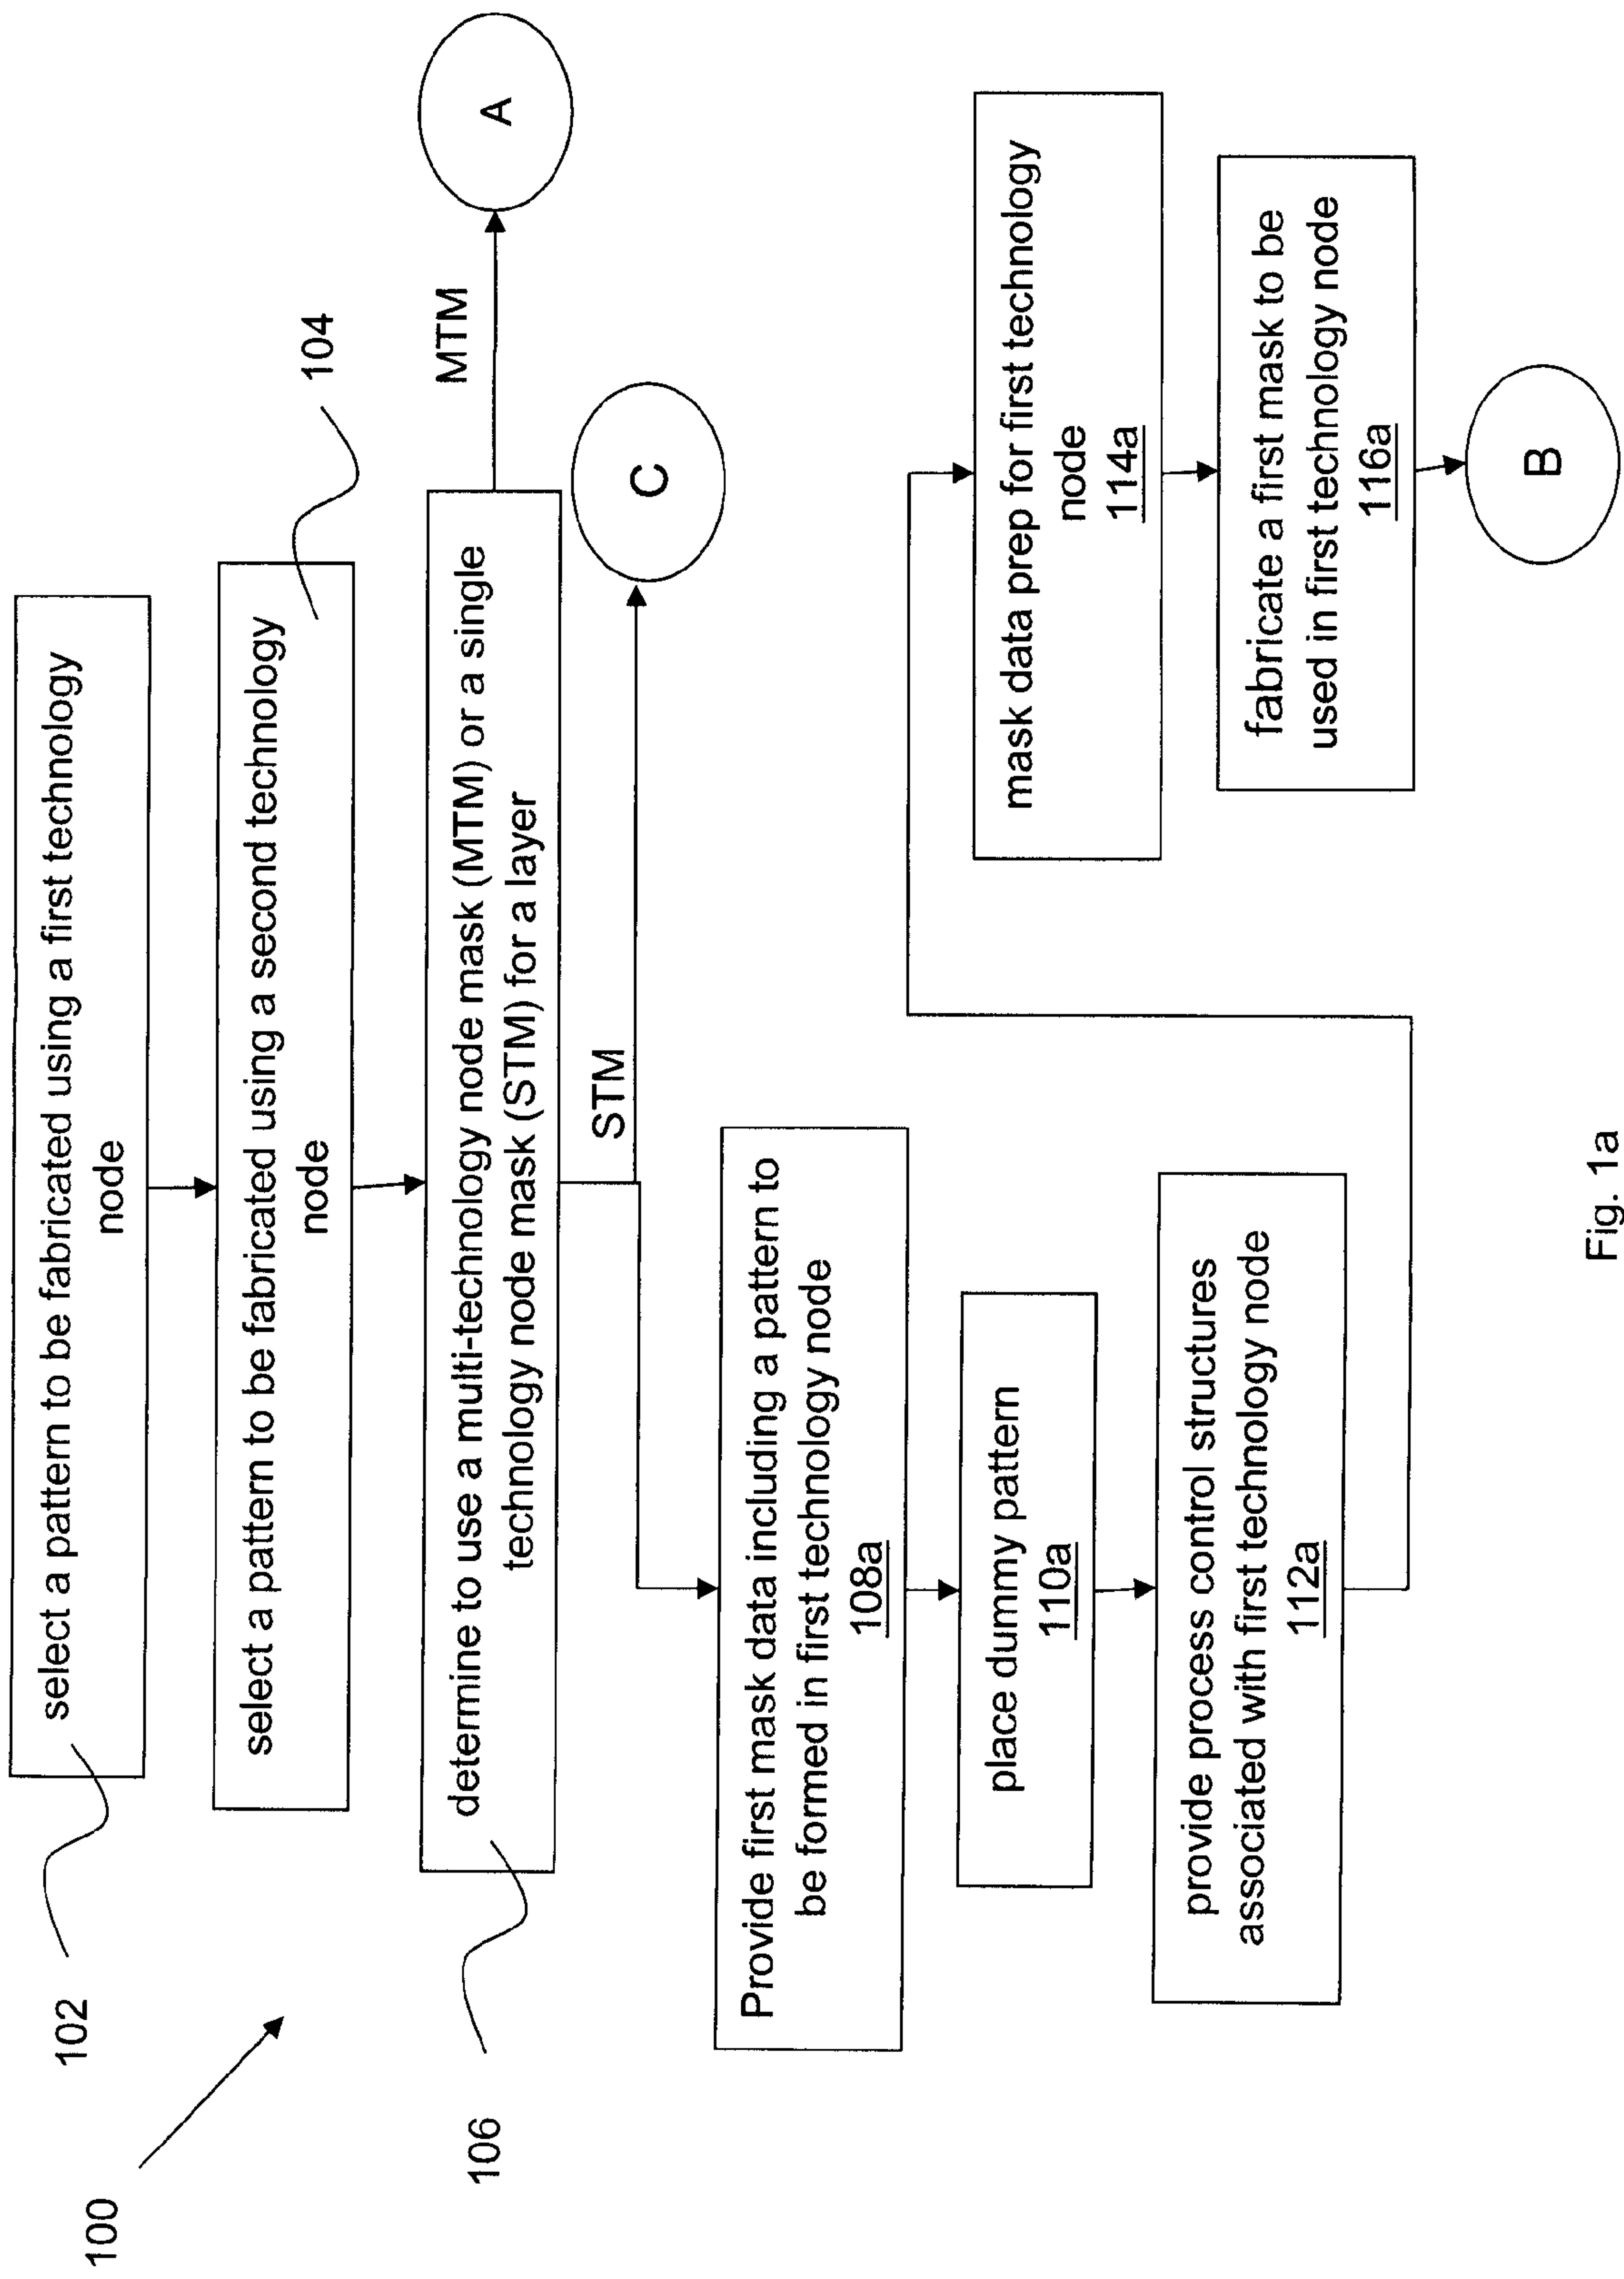 100
102
select a pattern to be fabricated using a first technology
node
104
select a pattern to be fabricated using a second technology
node
106
determine to use a multi-technology node mask (MTM) or a single
technology node mask (STM) for a layer
MTM
A
STM
C
Provide first mask data including a pattern to
be formed in first technology node
108a
place dummy pattern
110a
provide process control structures
associated with first technology node
112a
mask data prep for first technology
node
114a
fabricate a first mask to be
used in first technology node
116a
B
Fig. 1a